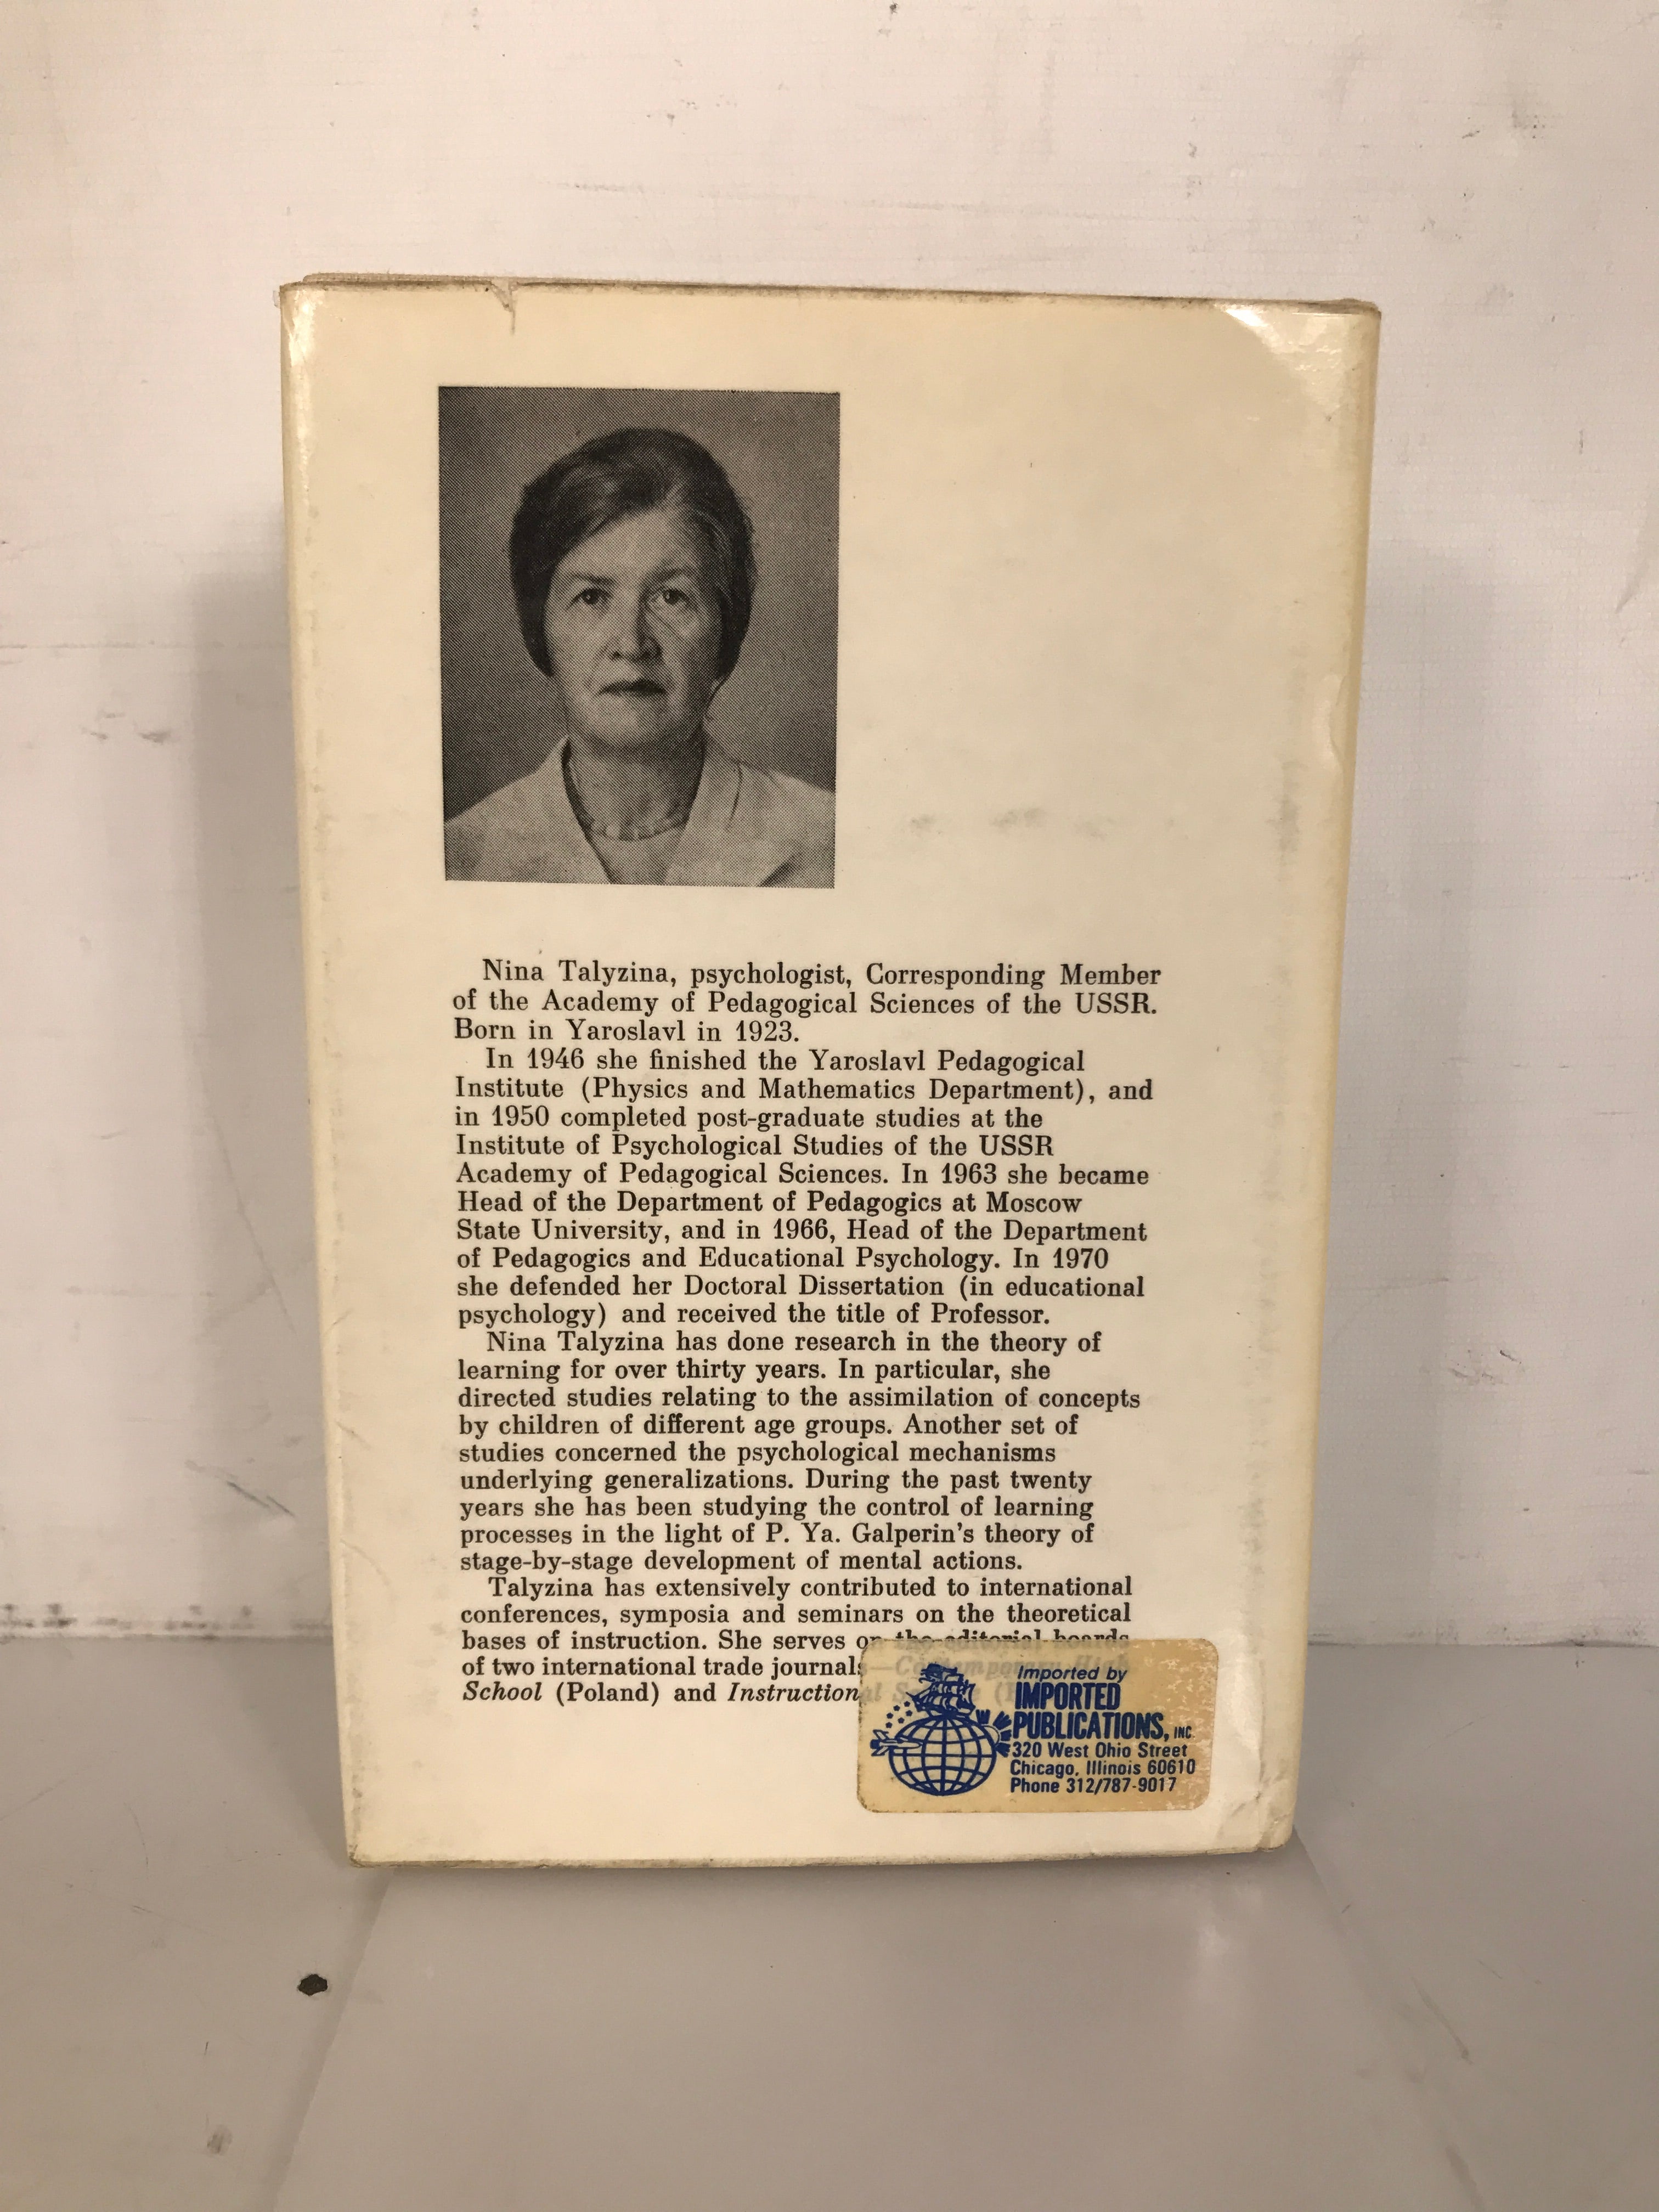 Nina Talyzina, psychologist, Corresponding Member
of the Academy of Pedagogical Sciences of the USSR.
Born in Yaroslavl in 1923.
In 1946 she finished the Yaroslavl Pedagogical
Institute (Physics and Mathematics Department), and
in 1950 completed post-graduate studies at the
Institute of Psychological Studies of the USSR
Academy of Pedagogical Sciences. In 1963 she became
Head of the Department of Pedagogics at Moscow
State University, and in 1966, Head of the Department
of Pedagogics and Educational Psychology. In 1970
she defended her Doctoral Dissertation (in educational
psychology) and received the title of Professor.
Nina Talyzina has done research in the theory of
learning for over thirty years. In particular, she
directed studies relating to the assimilation of concepts
by children of different age groups. Another set of
studies concerned the psychological mechanisms
underlying generalizations. During the past twenty
years she has been studying the control of learning
processes in the light of P. Ya. Galperin's theory of
stage-by-stage development of mental actions.
Talyzina has extensively contributed to international
conferences, symposia and seminars on the theoretical
bases of instruction. She serves on the editorial boards
of two international trade journals—Contemporary High
School (Poland) and Instructional
Imported by
IMPORTED
PUBLICATIONS, INC
320 West Ohio Street
Chicago, Illinois 60610
Phone 312/787-9017